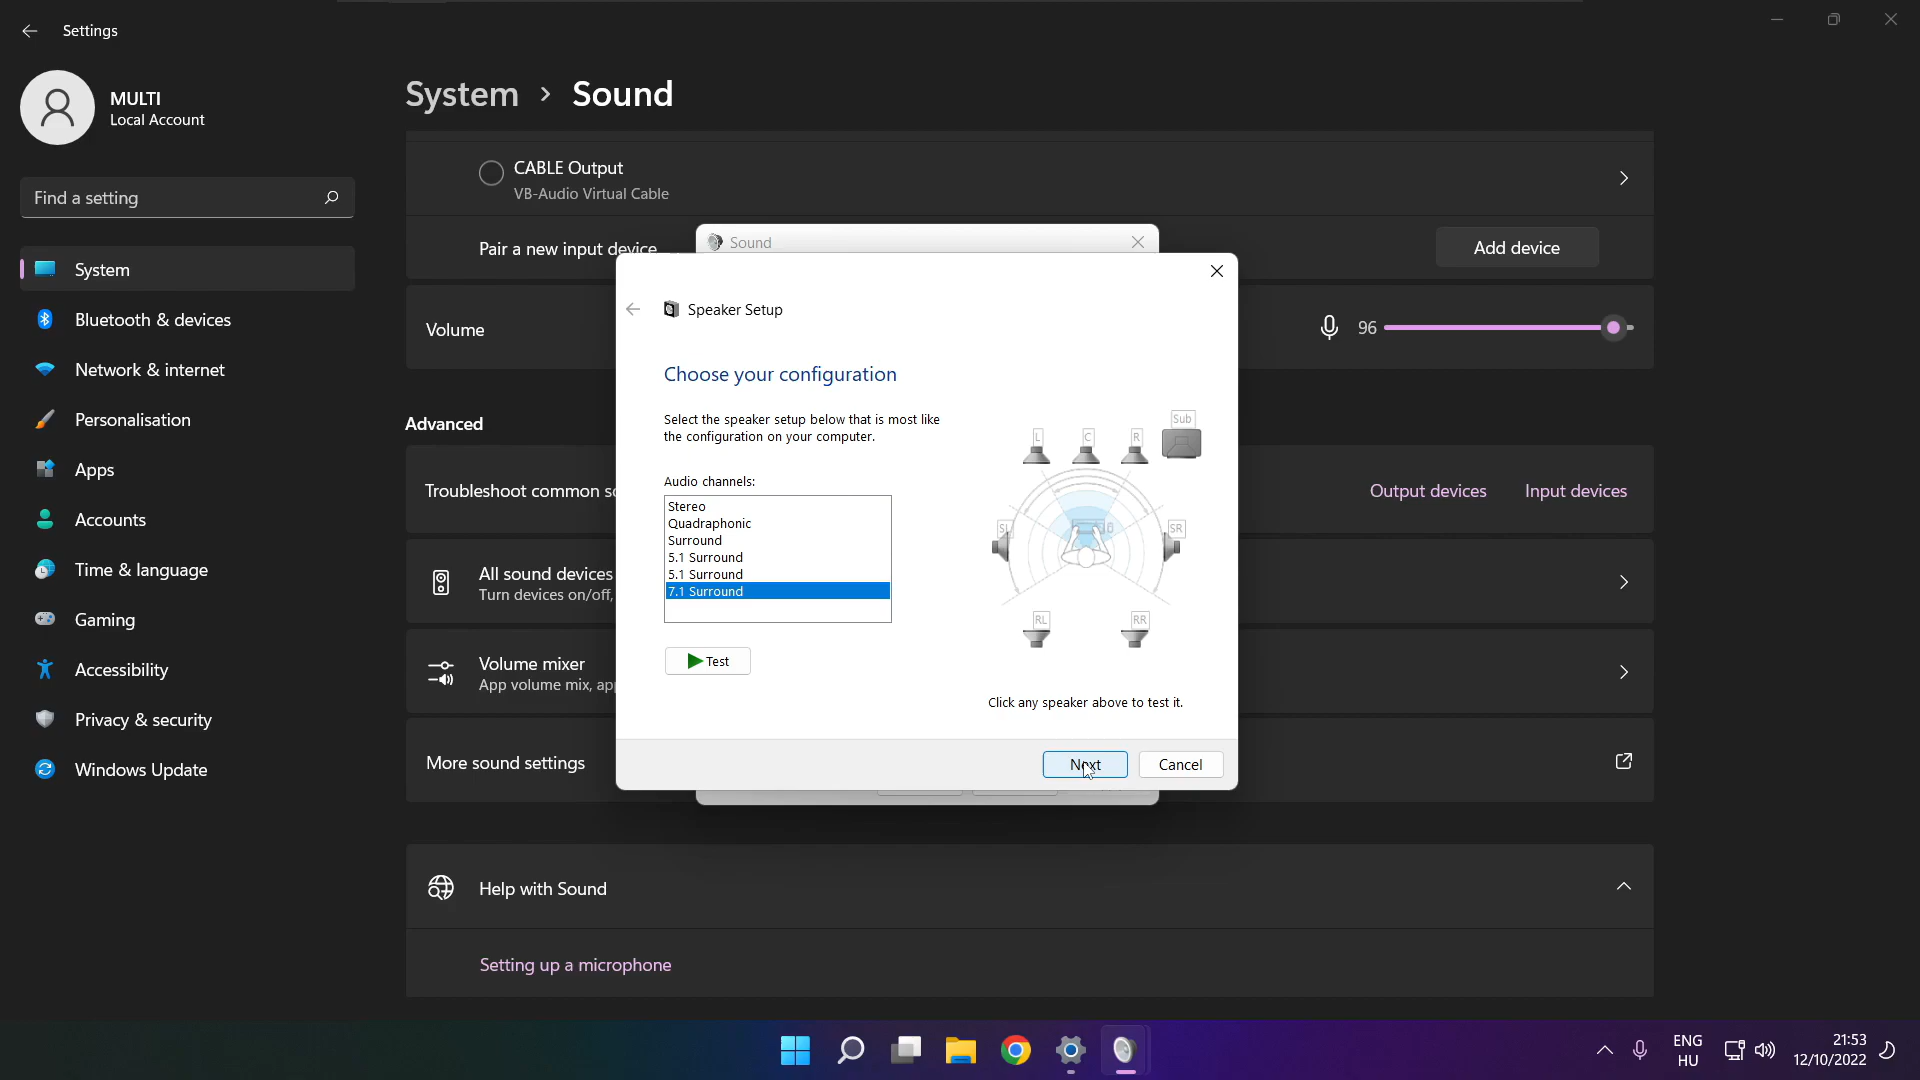 Settings
MULTI
Local Account
Find a setting
System
Bluetooth & devices
Network & internet
Personalisation
Apps
Accounts
Time & language
Gaming
Accessibility
Privacy & security
Windows Update
System > Sound
CABLE Output
VB-Audio Virtual Cable
Pair a new input device
Add device
Volume
96
Advanced
Troubleshoot common
Output devices
Input devices
All sound devices
Turn devices on/off,
Volume mixer
App volume mix,
More sound settings
Help with Sound
Setting up a microphone
Sound
Speaker Setup
Choose your configuration
Select the speaker setup below that is most like
the configuration on your computer.
Audio channels:
Stereo
Quadraphonic
Surround
5.1 Surround
5.1 Surround
7.1 Surround
Test
L
C
R
Sub
SL
SR
RL
RR
Click any speaker above to test it.
Next
Cancel
ENG
HU
21:53
12/10/2022